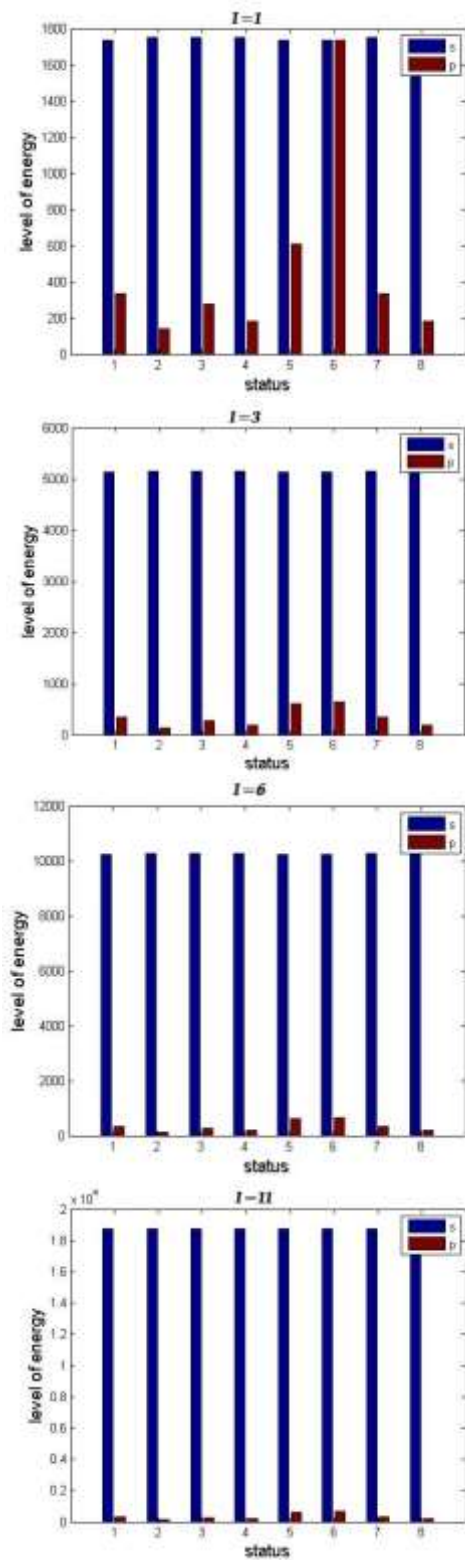 I=1
1800
s
p
1600
1400
1200
1000
800
600
400
200
0
level of energy
1 2 3 4 5 6 7 8
status
I=3
6000
s
p
5000
4000
3000
2000
1000
0
level of energy
1 2 3 4 5 6 7 8
status
I=6
12000
s
p
10000
8000
6000
4000
2000
0
level of energy
1 2 3 4 5 6 7 8
status
I=11
x 10⁴
2
s
p
1.8
1.6
1.4
1.2
1
0.8
0.6
0.4
0.2
0
level of energy
1 2 3 4 5 6 7 8
status